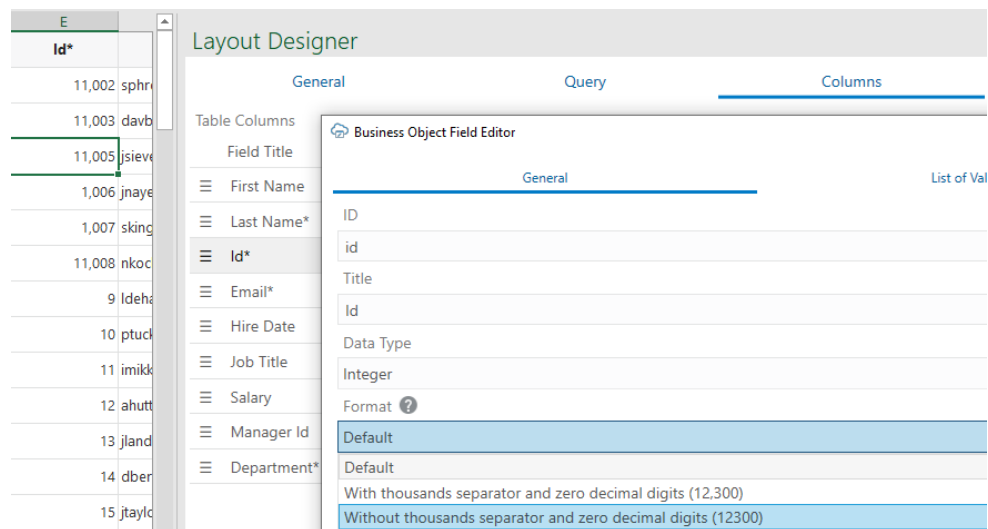 E
Id*
11,002 sphr
11,003 davb
11,005 jsieve
1,006 jnaye
1,007 sking
11,008 nkoc
9 ldeha
10 ptuck
11 imikk
12 ahutt
13 jland
14 dber
15 jtaylo
Layout Designer
General Query Columns
Table Columns
Field Title
First Name
Last Name*
Id*
Email*
Hire Date
Job Title
Salary
Manager Id
Department*
Business Object Field Editor
General List of Val
ID
id
Title
Id
Data Type
Integer
Format ?
Default
Default
With thousands separator and zero decimal digits (12,300)
Without thousands separator and zero decimal digits (12300)